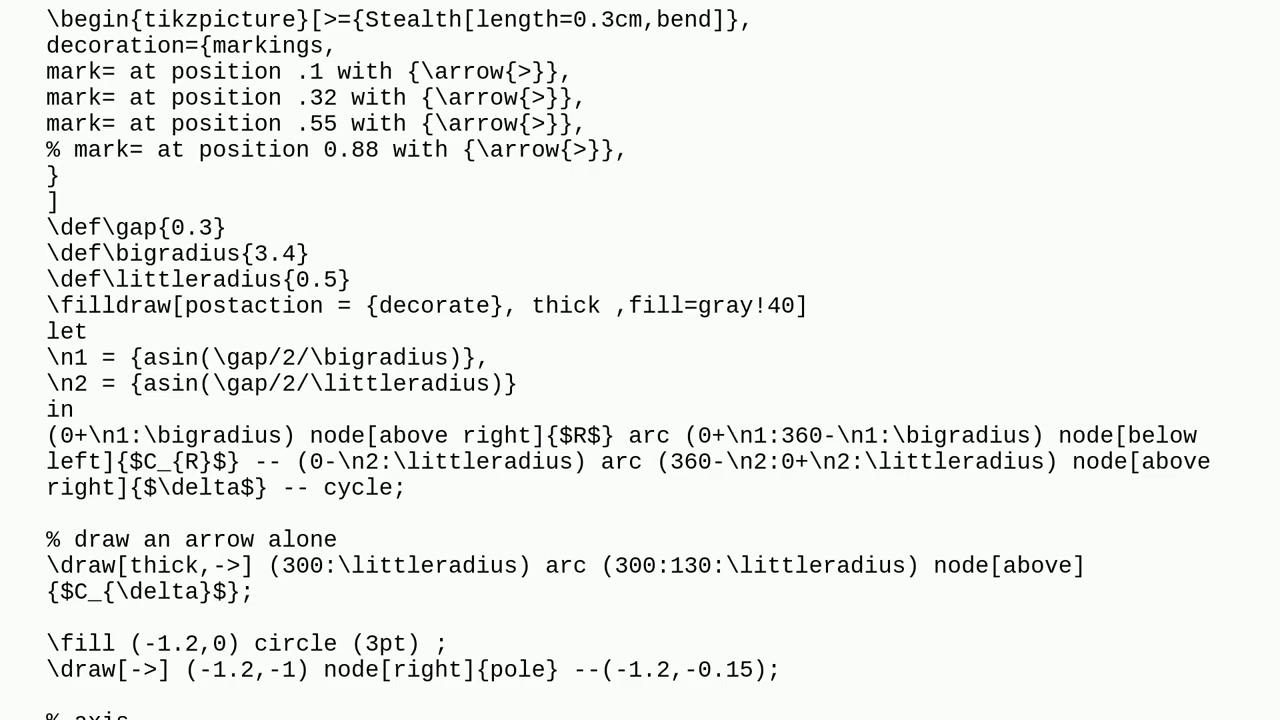 \begin{tikzpicture}[>={Stealth[length=0.3cm,bend]},
decoration={markings,
mark= at position .1 with {\arrow{>}},
mark= at position .32 with {\arrow{>}},
mark= at position .55 with {\arrow{>}},
% mark= at position 0.88 with {\arrow{>}},
}
]
\def\gap{0.3}
\def\bigradius{3.4}
\def\littleradius{0.5}
\filldraw[postaction = {decorate}, thick ,fill=gray!40]
let
\n1 = {asin(\gap/2/\bigradius)},
\n2 = {asin(\gap/2/\littleradius)}
in
(0+\n1:\bigradius) node[above right]{$R$} arc (0+\n1:360-\n1:\bigradius) node[below
left]{$C_{R}$} -- (0-\n2:\littleradius) arc (360-\n2:0+\n2:\littleradius) node[above
right]{$\delta$} -- cycle;
% draw an arrow alone
\draw[thick,->] (300:\littleradius) arc (300:130:\littleradius) node[above]
{$C_{\delta}$};
\fill (-1.2,0) circle (3pt) ;
\draw[->] (-1.2,-1) node[right]{pole} --(-1.2,-0.15);
% axis